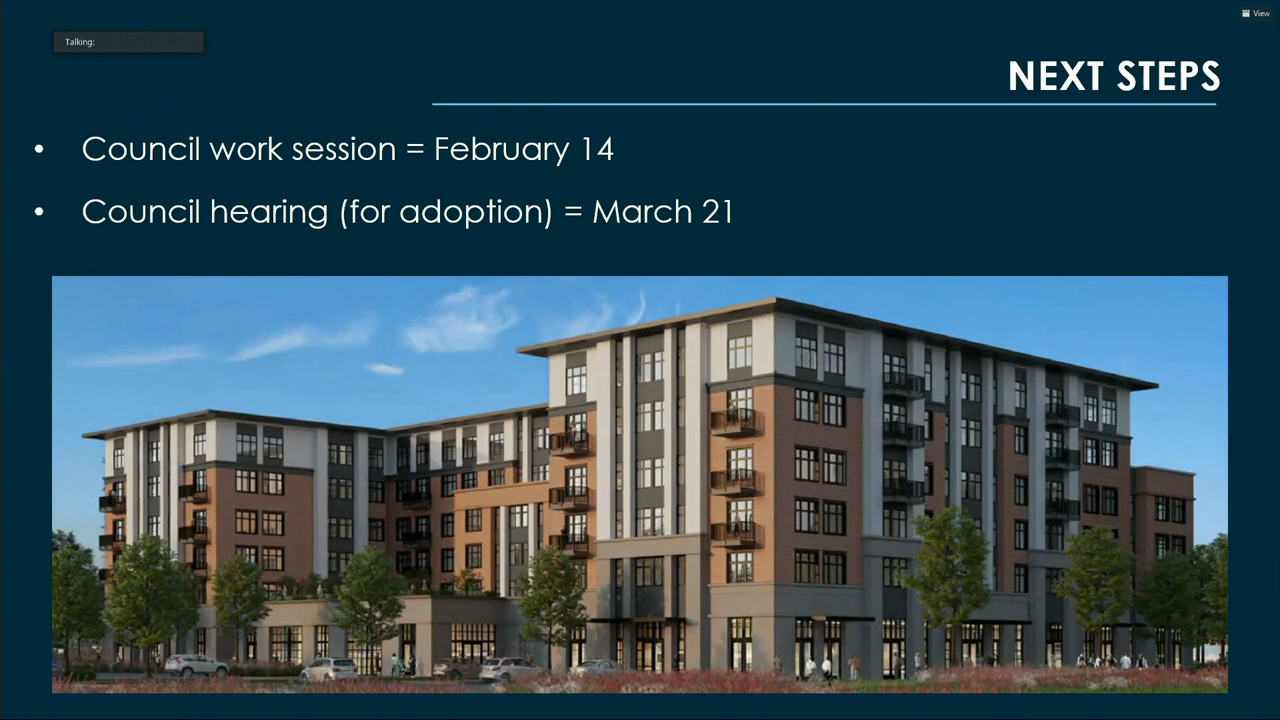 View
Talking:
NEXT STEPS
• Council work session = February 14
• Council hearing (for adoption) = March 21